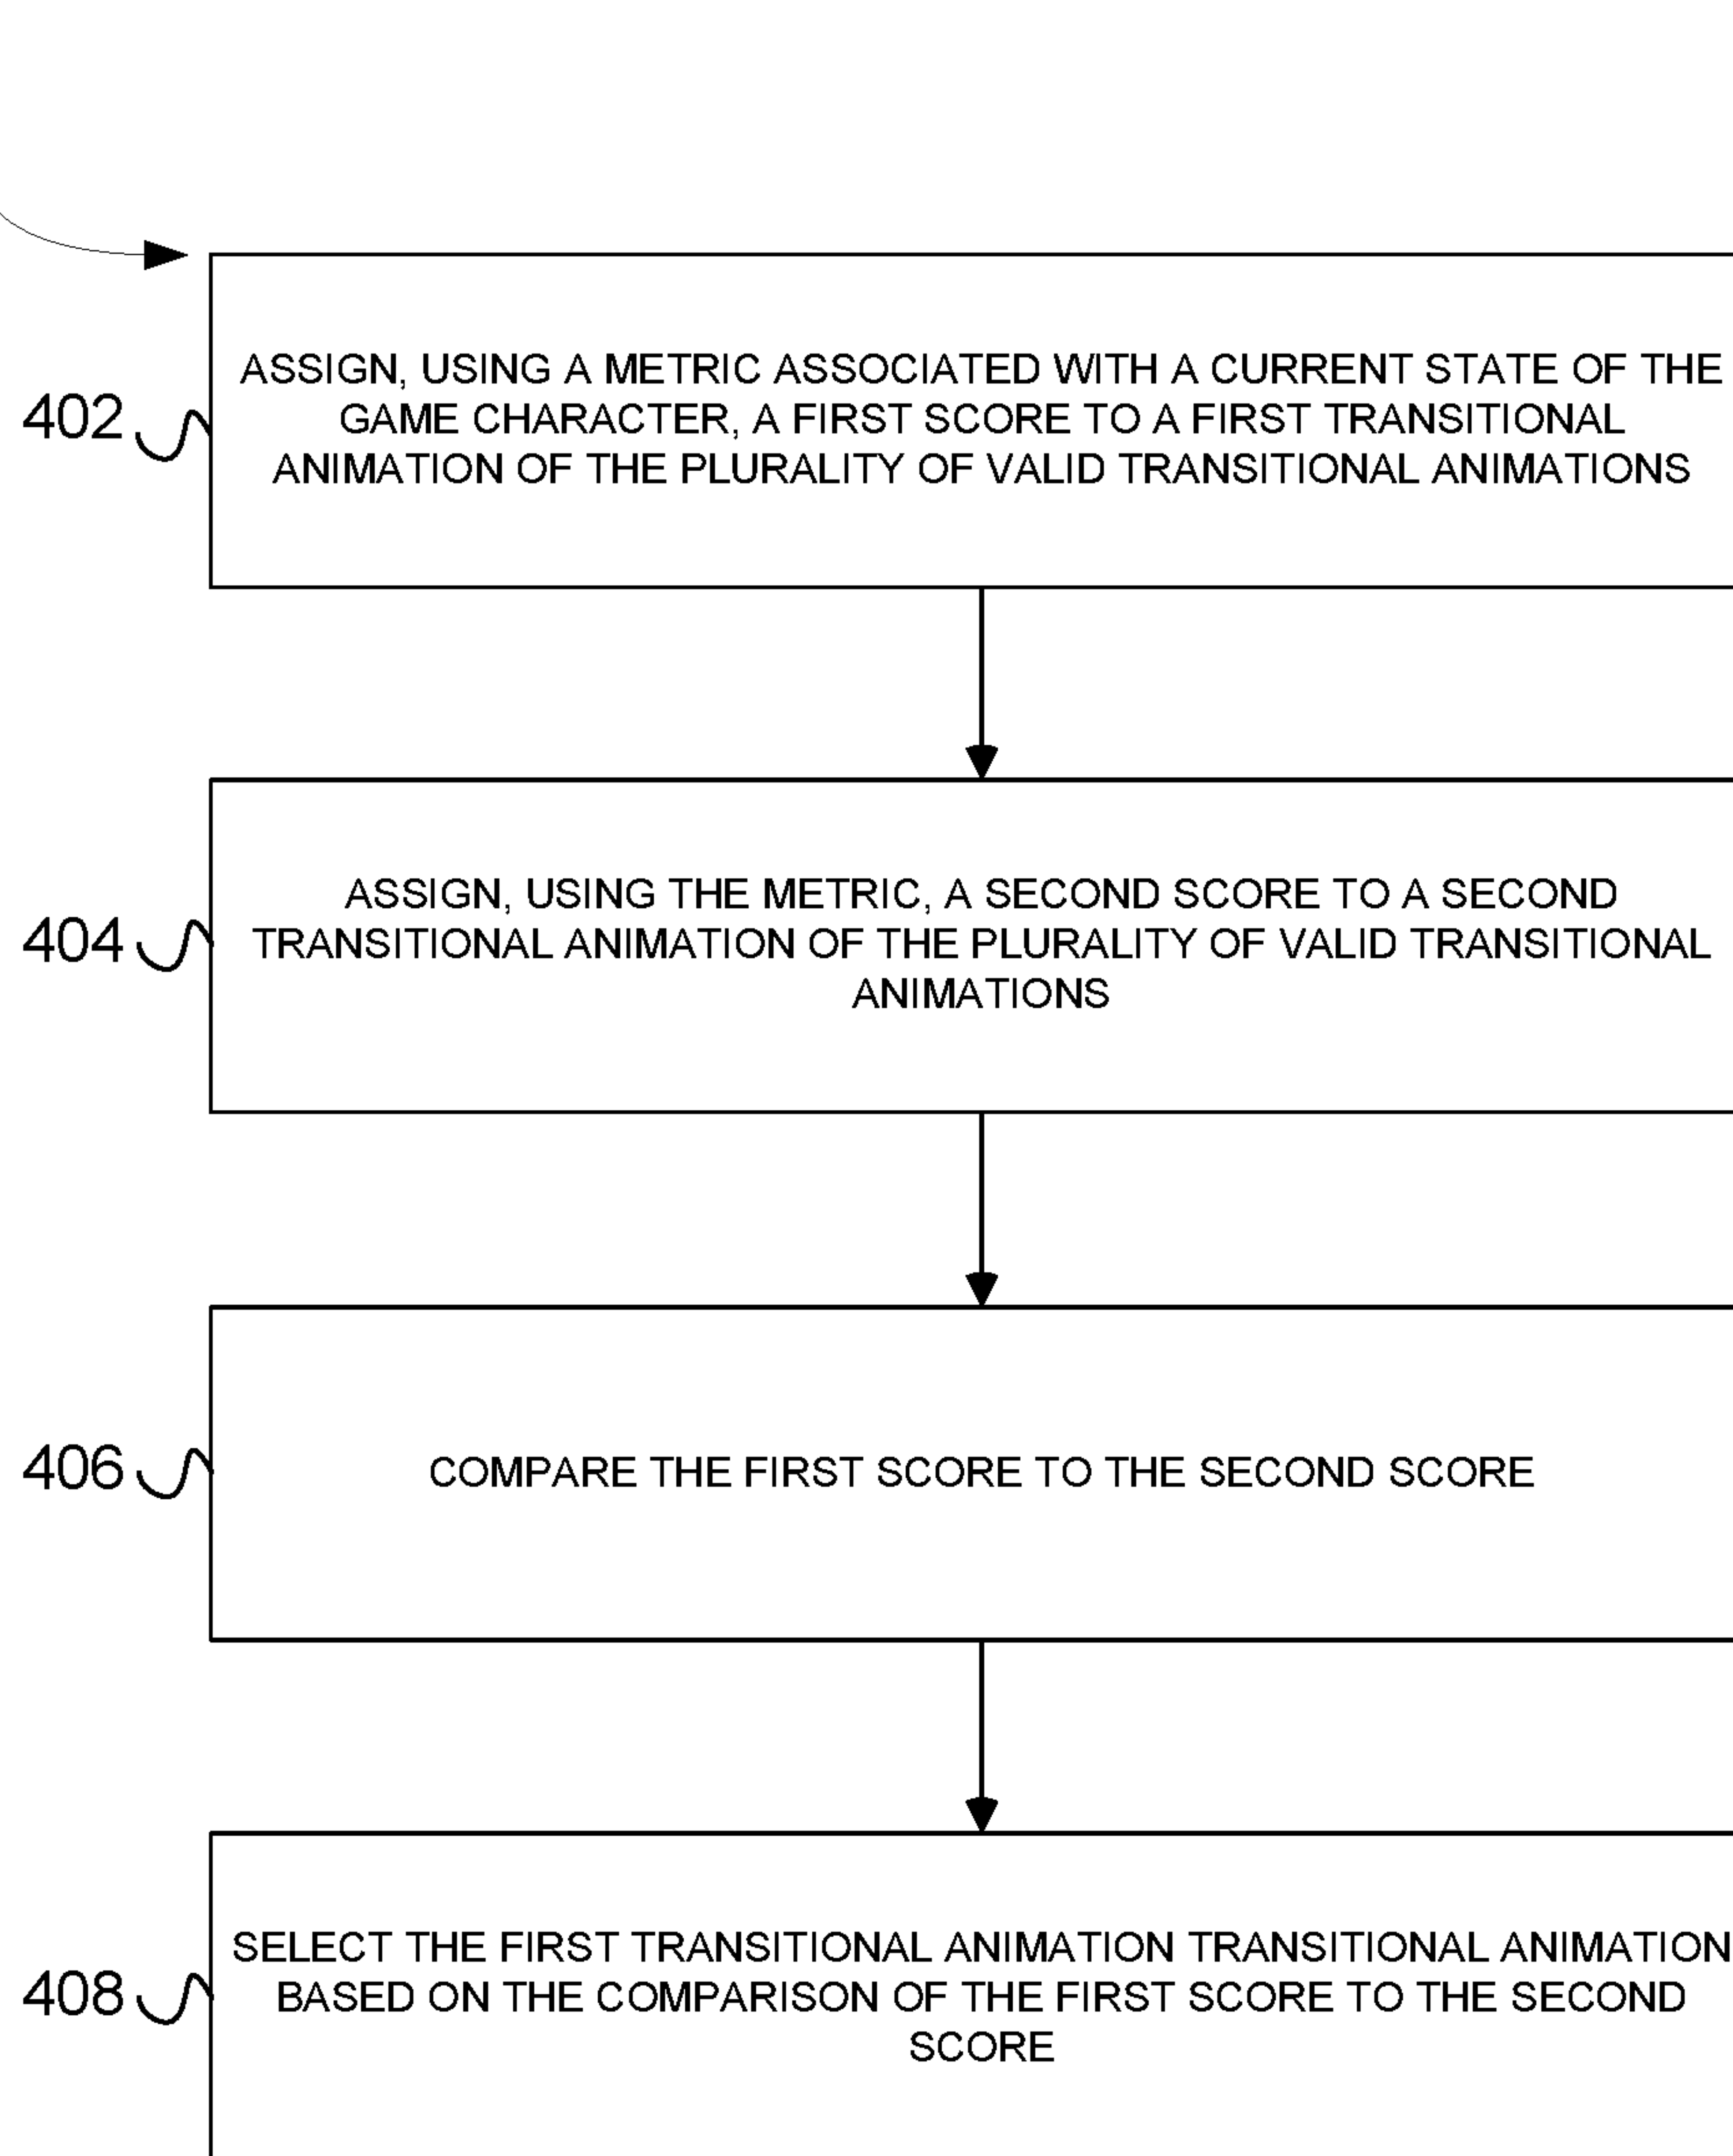 ASSIGN, USING A METRIC ASSOCIATED WITH A CURRENT STATE OF THE
402
GAME CHARACTER, A FIRST SCORE TO A FIRST TRANSITIONAL
ANIMATION OF THE PLURALITY OF VALID TRANSITIONAL ANIMATIONS
ASSIGN, USING THE METRIC, A SECOND SCORE TO A SECOND
404
TRANSITIONAL ANIMATION OF THE PLURALITY OF VALID TRANSITIONAL
ANIMATIONS
406
COMPARE THE FIRST SCORE TO THE SECOND SCORE
SELECT THE FIRST TRANSITIONAL ANIMATION TRANSITIONAL ANIMATION
408
BASED ON THE COMPARISON OF THE FIRST SCORE TO THE SECOND
SCORE